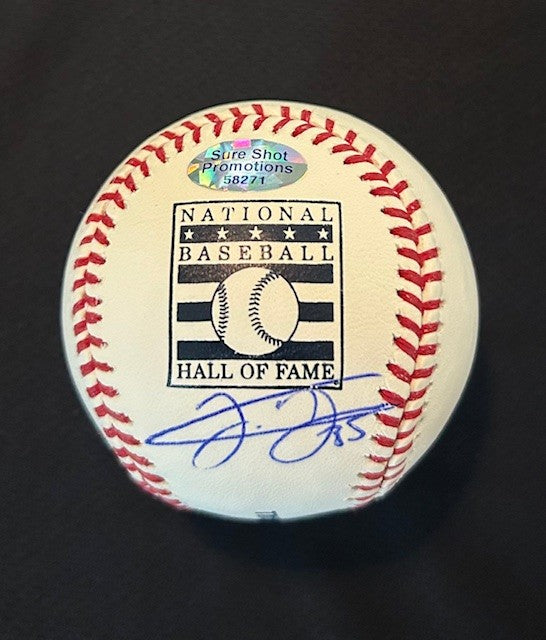 Sure Shot
Promotions
58271
NATIONAL
BASEBALL
HALL OF FAME
35